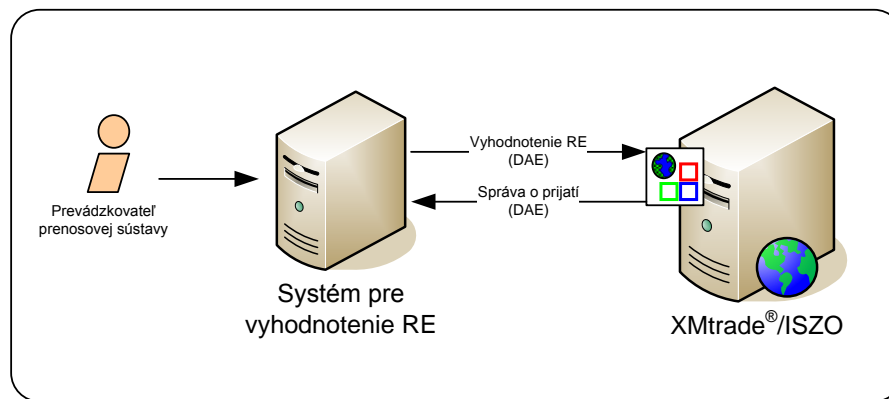 Prevádzkovateľ
prenosovej sústavy
Systém pre
vyhodnotenie RE
Vyhodnotenie RE
(DAE)
Správa o prijatí
(DAE)
XMtrade®/ISZO